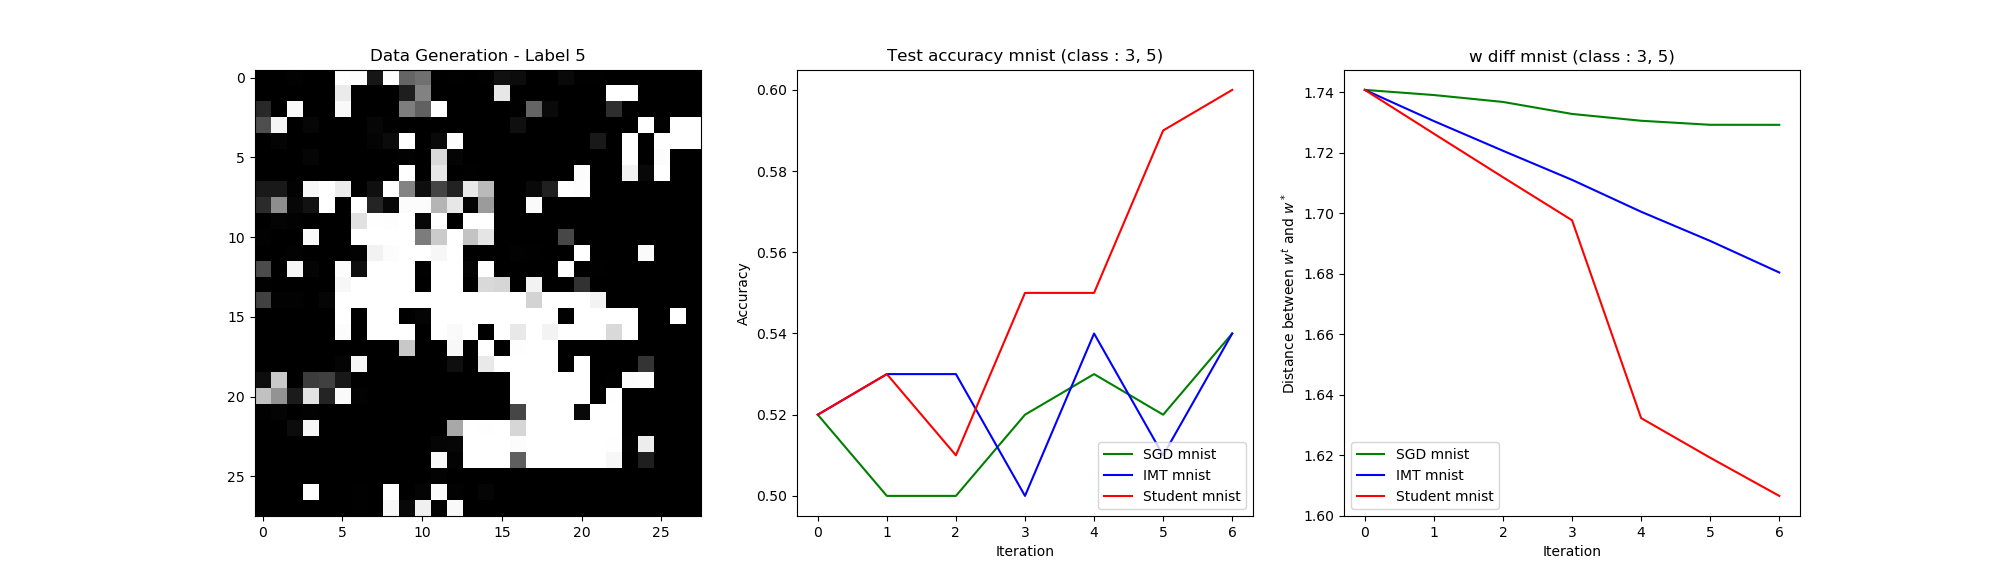 Data Generation - Label 5
0
5
10
15
20
25
0 5 10 15 20 25
Test accuracy mnist (class : 3, 5)
Accuracy
0.60
0.58
0.56
0.54
0.52
0.50
SGD mnist
IMT mnist
Student mnist
0 1 2 3 4 5 6
Iteration
w diff mnist (class : 3, 5)
Distance between w^t and w^*
1.74
1.72
1.70
1.68
1.66
1.64
1.62
1.60
SGD mnist
IMT mnist
Student mnist
0 1 2 3 4 5 6
Iteration